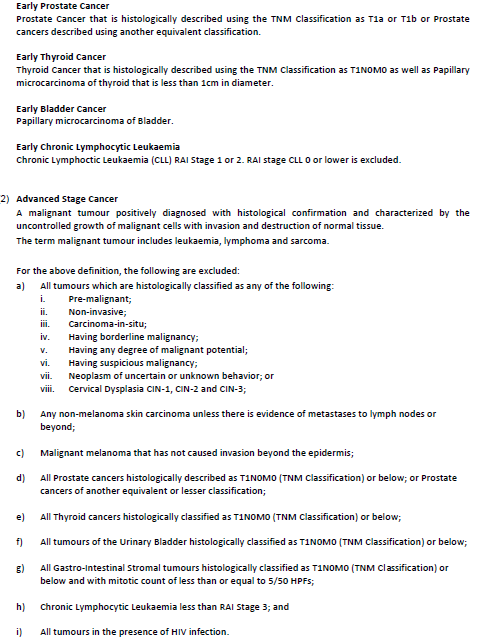 Early Prostate Cancer
Prostate Cancer that is histologically described using the TNM Classification as T1a or T1b or Prostate
cancers described using another equivalent classification.
Early Thyroid Cancer
Thyroid Cancer that is histologically described using the TNM Classification as T1N0M0 as well as Papillary
microcarcinoma of thyroid that is less than 1cm in diameter.
Early Bladder Cancer
Papillary microcarcinoma of Bladder.
Early Chronic Lymphocytic Leukaemia
Chronic Lymphoctic Leukaemia (CLL) RAI Stage 1 or 2. RAI stage CLL 0 or lower is excluded.
2) Advanced Stage Cancer
A malignant tumour positively diagnosed with histological confirmation and characterized by the
uncontrolled growth of malignant cells with invasion and destruction of normal tissue.
The term malignant tumour includes leukaemia, lymphoma and sarcoma.
For the above definition, the following are excluded:
a) All tumours which are histologically classified as any of the following:
i. Pre-malignant;
ii. Non-invasive;
iii. Carcinoma-in-situ;
iv. Having borderline malignancy;
v. Having any degree of malignant potential;
vi. Having suspicious malignancy;
vii. Neoplasm of uncertain or unknown behavior; or
viii. Cervical Dysplasia CIN-1, CIN-2 and CIN-3;
b) Any non-melanoma skin carcinoma unless there is evidence of metastases to lymph nodes or
beyond;
c) Malignant melanoma that has not caused invasion beyond the epidermis;
d) All Prostate cancers histologically described as T1N0M0 (TNM Classification) or below; or Prostate
cancers of another equivalent or lesser classification;
e) All Thyroid cancers histologically classified as T1N0M0 (TNM Classification) or below;
f) All tumours of the Urinary Bladder histologically classified as T1N0M0 (TNM Classification) or below;
g) All Gastro-Intestinal Stromal tumours histologically classified as T1N0M0 (TNM Classification) or
below and with mitotic count of less than or equal to 5/50 HPFs;
h) Chronic Lymphocytic Leukaemia less than RAI Stage 3; and
i) All tumours in the presence of HIV infection.